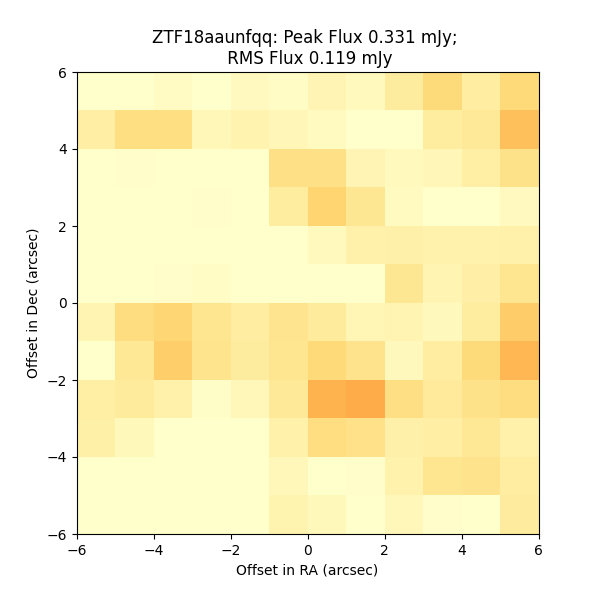 ZTF18aaunfqq: Peak Flux 0.331 mJy;
RMS Flux 0.119 mJy
6
4
2
0
−2
−4
−6
Offset in Dec (arcsec)
−6 −4 −2 0 2 4 6
Offset in RA (arcsec)